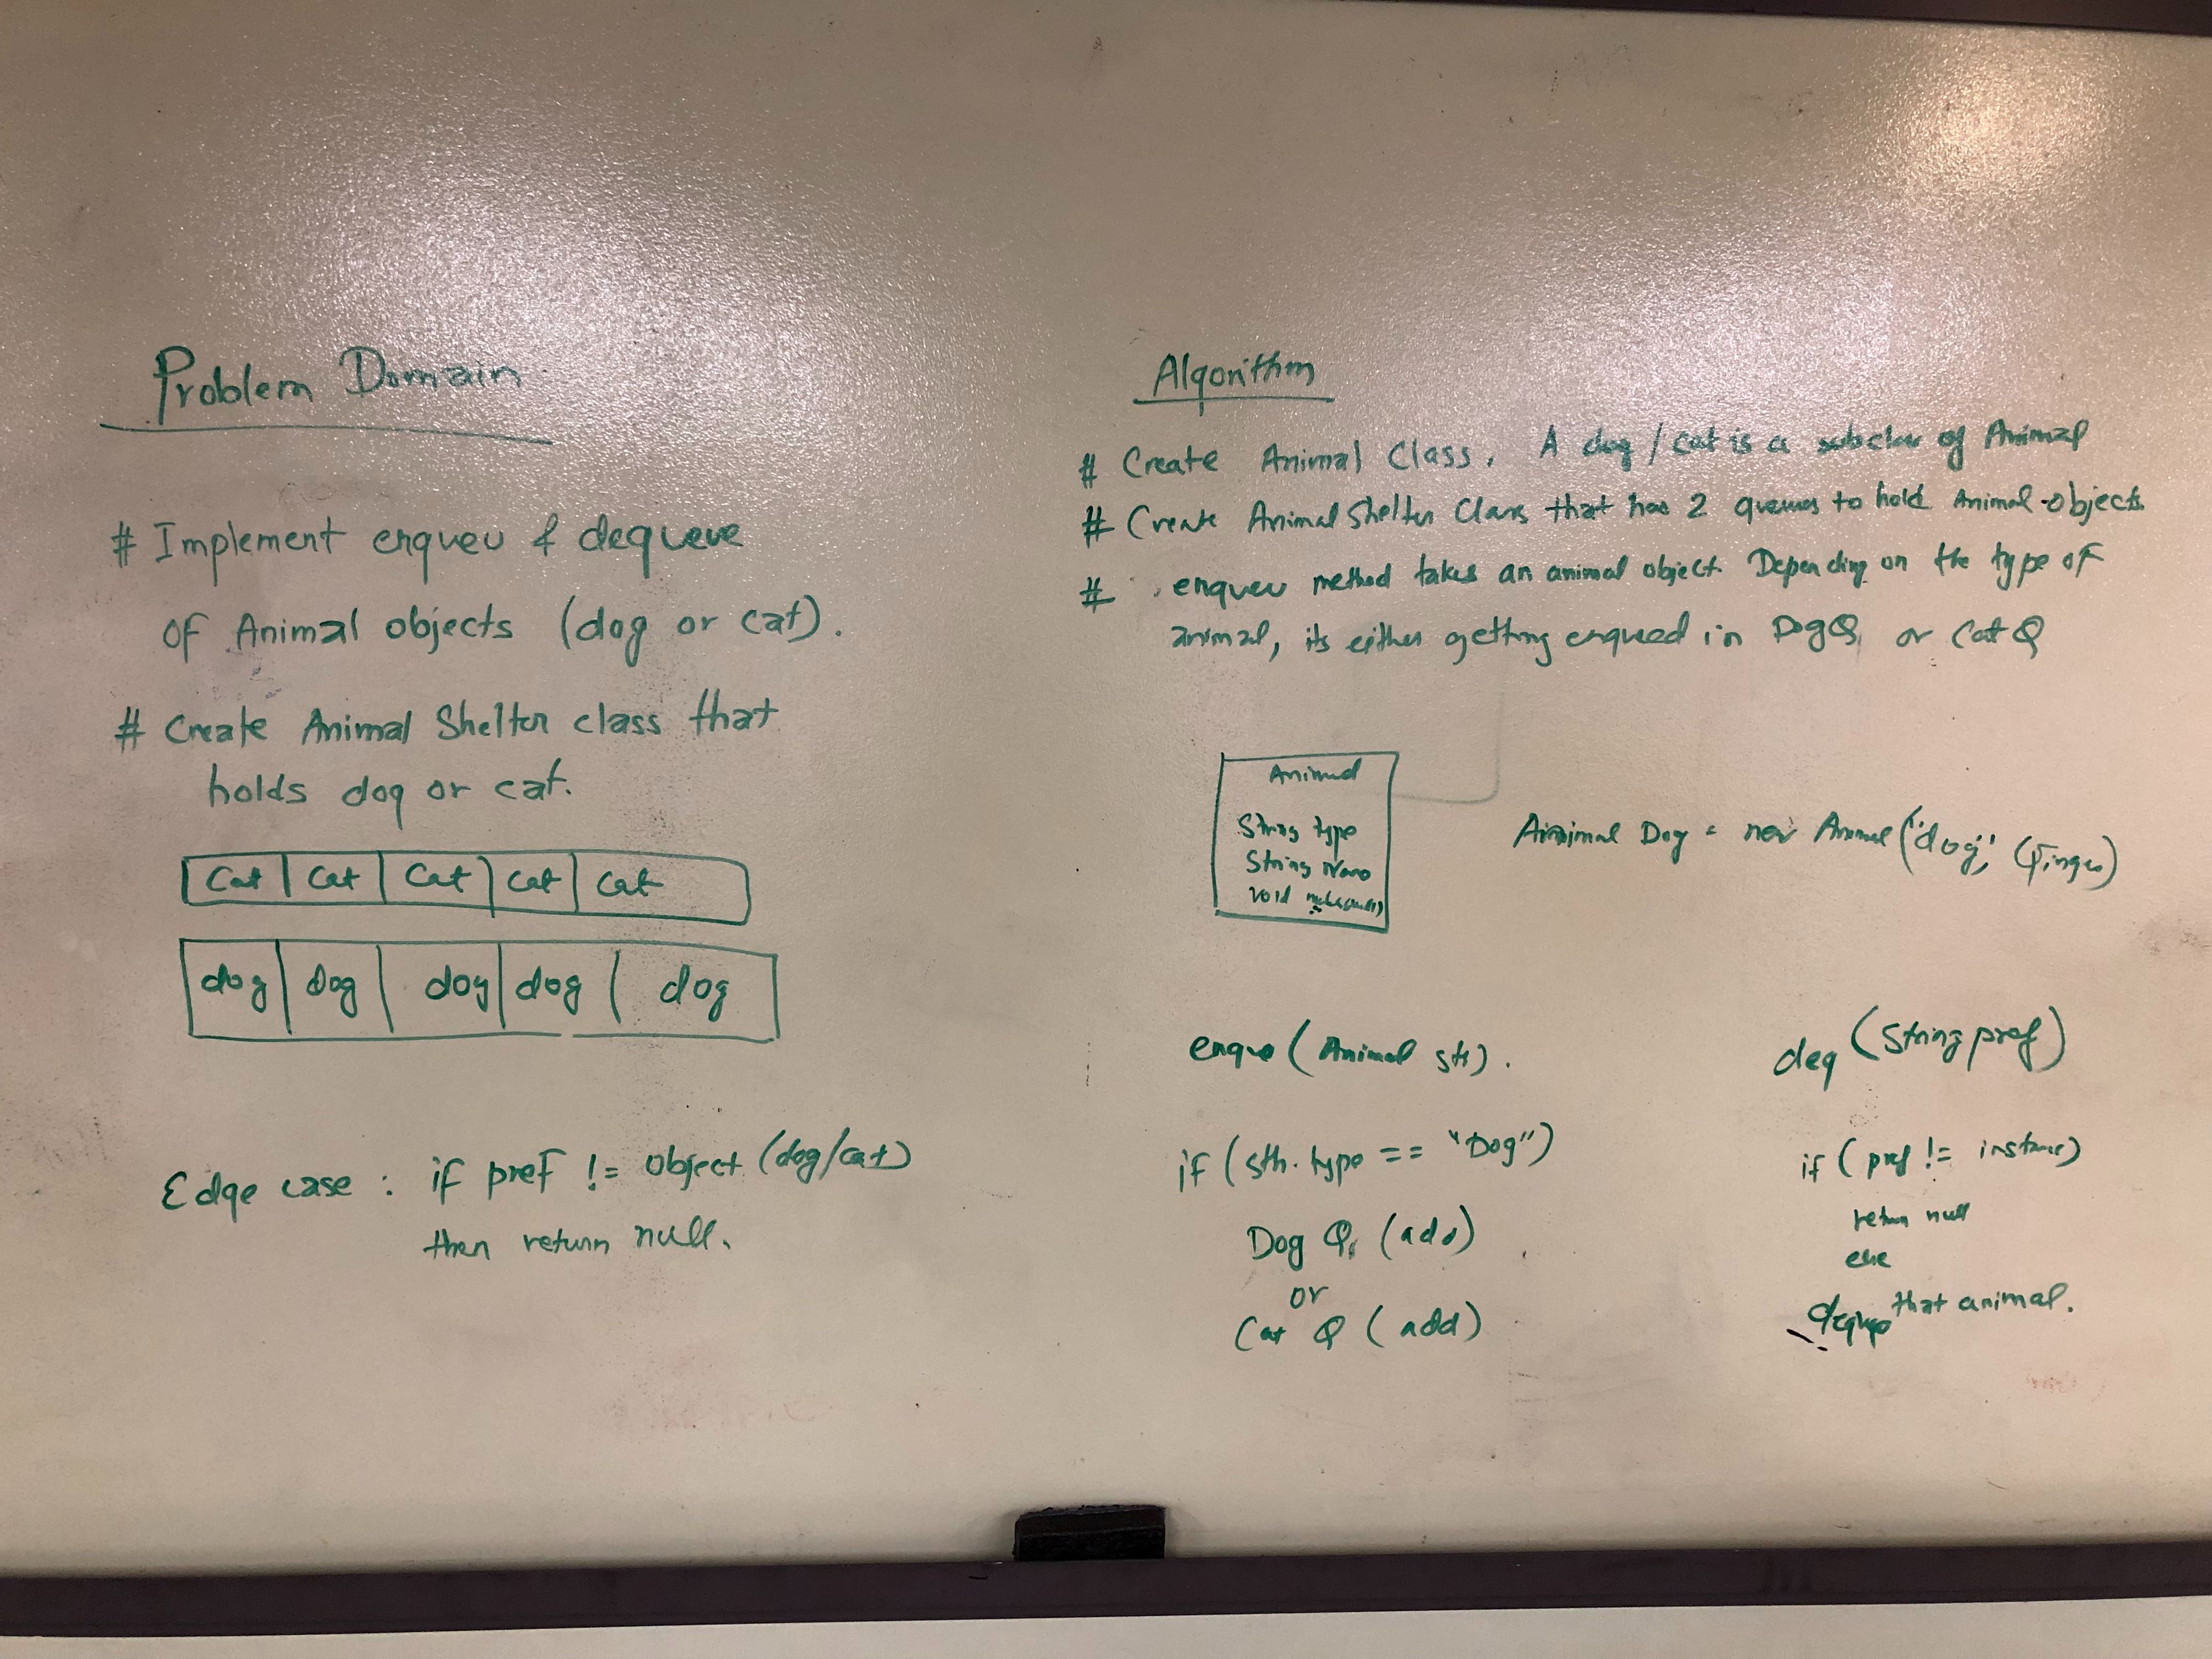 Problem Domain
# Implement enqueu & dequeue
of Animal objects (dog or cat).
# Create Animal Shelter class that
holds dog or cat.
Cat | Cat | Cat | Cat | Cat
dog | dog | dog | dog | dog
Edge case : if pref != object (dog/cat)
then return null.
Algorithm
# Create Animal Class. A dog / cat is a subclass of Animal
# Create Animal Shelter Class that has 2 queues to hold Animal objects.
# enqueu method takes an animal object. Depending on the type of
animal, its either getting enqueed in DogQ or Cat Q
Animal
String type
String Name
void
Animal Dog = new Animal ("dog",
enque ( Animal sth) .
if (sth. type == "Dog")
Dog Q (add)
or
Cat Q (add)
deq (String pref)
if ( pref != instance)
return null
else
that animal.